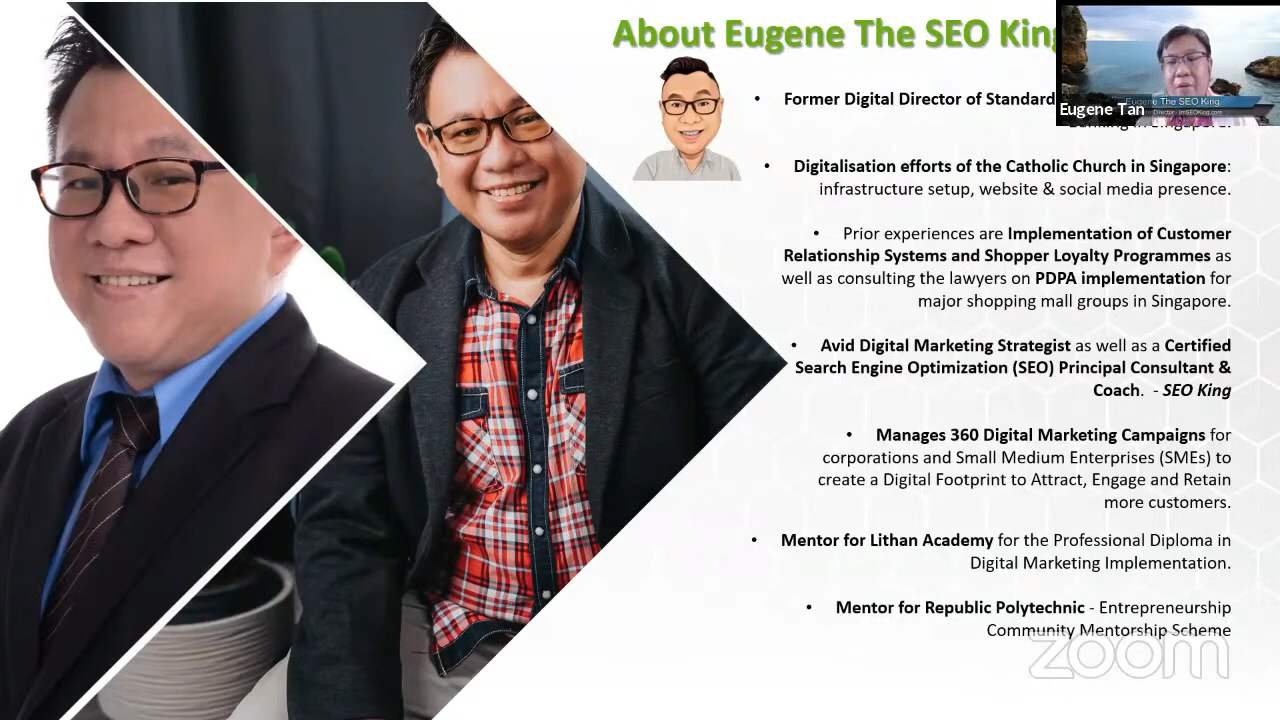 About Eugene The SEO King
Eugene The SEO King
Eugene Tan
• Former Digital Director of Standard
Banking in Singapore.
• Digitalisation efforts of the Catholic Church in Singapore:
infrastructure setup, website & social media presence.
• Prior experiences are Implementation of Customer
Relationship Systems and Shopper Loyalty Programmes as
well as consulting the lawyers on PDPA implementation for
major shopping mall groups in Singapore.
• Avid Digital Marketing Strategist as well as a Certified
Search Engine Optimization (SEO) Principal Consultant &
Coach. - SEO King
• Manages 360 Digital Marketing Campaigns for
corporations and Small Medium Enterprises (SMEs) to
create a Digital Footprint to Attract, Engage and Retain
more customers.
• Mentor for Lithan Academy for the Professional Diploma in
Digital Marketing Implementation.
• Mentor for Republic Polytechnic - Entrepreneurship
Community Mentorship Scheme
zoom